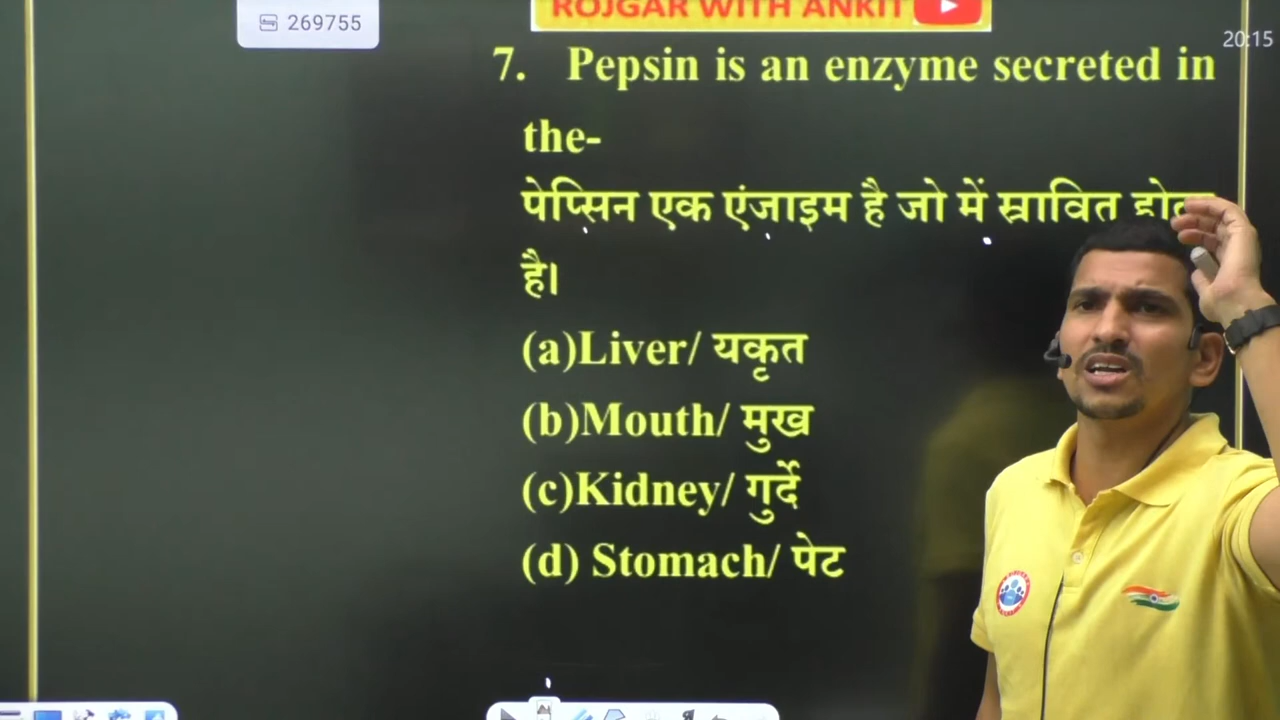 ROJGAR WITH ANKIT
269755
20:15
7. Pepsin is an enzyme secreted in
the-
पेप्सिन एक एंजाइम है जो में स्रावित
है।
(a)Liver/ यकृत
(b)Mouth/ मुख
(c)Kidney/ गुर्दे
(d) Stomach/ पेट